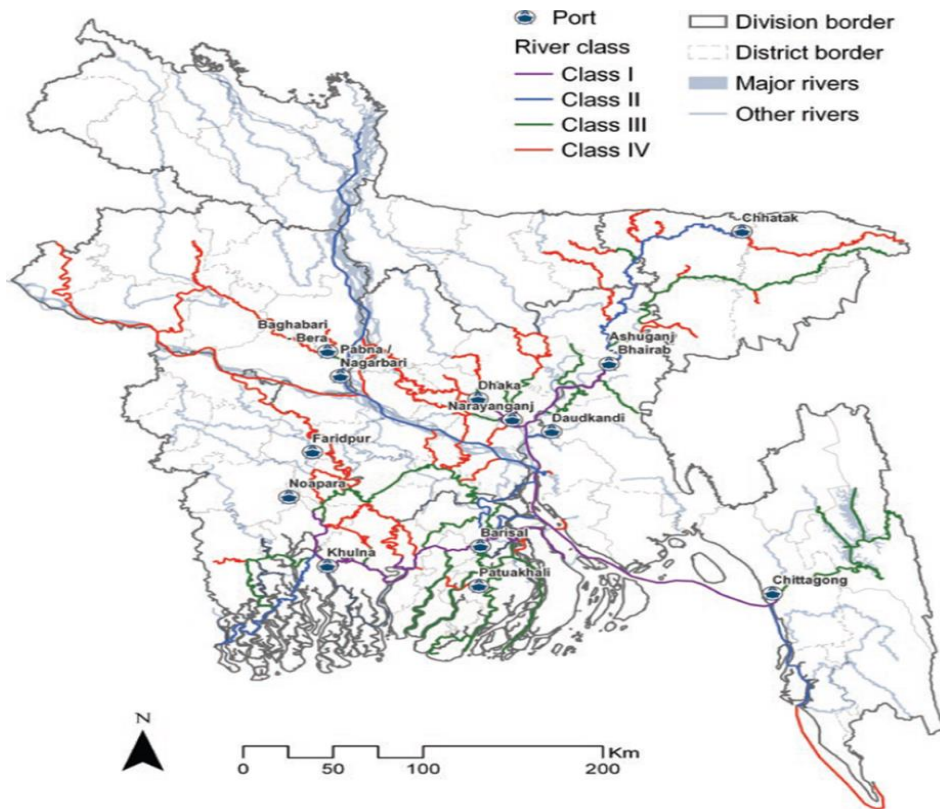 Port
River class
Class I
Class II
Class III
Class IV
Division border
District border
Major rivers
Other rivers
Chhatak
Baghabari
- Bera
Pabna /
Nagarbari
Ashuganj
- Bhairab
Dhaka
Narayanganj
Daudkandi
Faridpur
Noapara
Khulna
Barisal
Patuakhali
Chittagong
N
Km
0 50 100 200